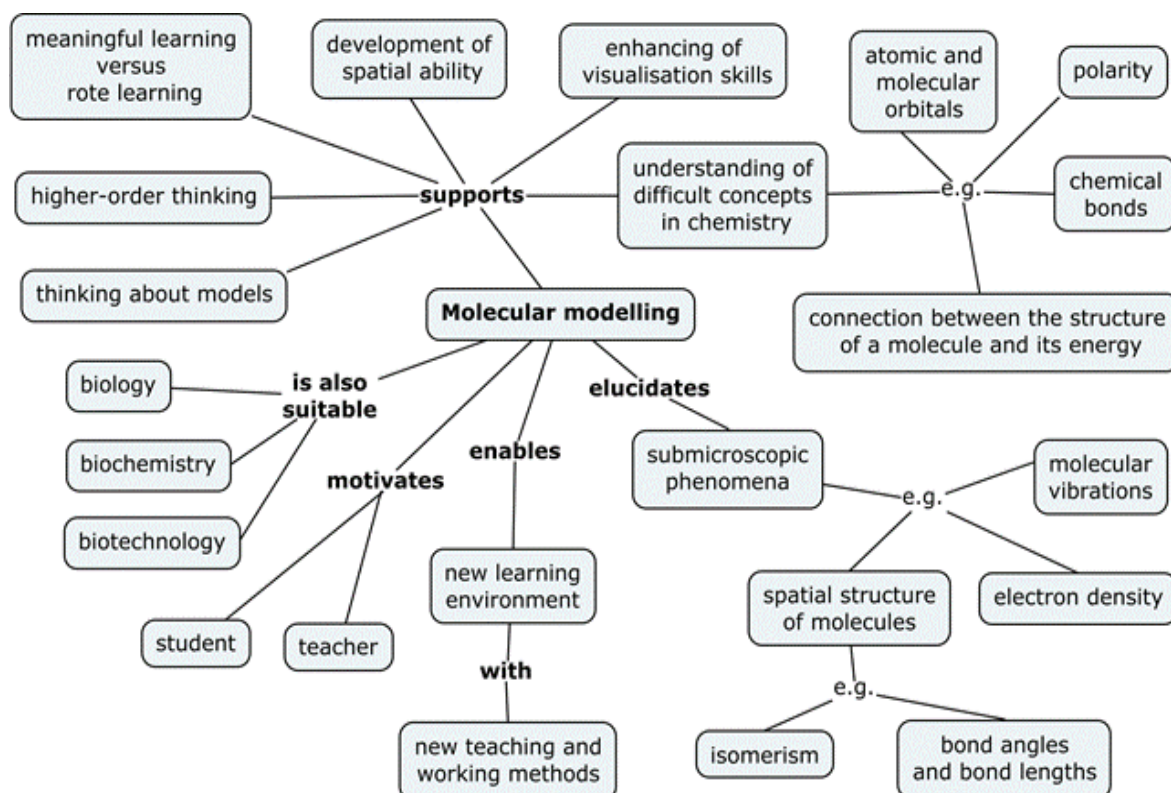 meaningful learning
versus
rote learning
development of
spatial ability
enhancing of
visualisation skills
atomic and
molecular
orbitals
polarity
higher-order thinking
supports
understanding of
difficult concepts
in chemistry
e.g.
chemical
bonds
thinking about models
Molecular modelling
connection between the structure
of a molecule and its energy
biology
is also
suitable
elucidates
biochemistry
motivates
enables
submicroscopic
phenomena
e.g.
molecular
vibrations
biotechnology
new learning
environment
spatial structure
of molecules
electron density
student
teacher
with
e.g.
new teaching and
working methods
isomerism
bond angles
and bond lengths